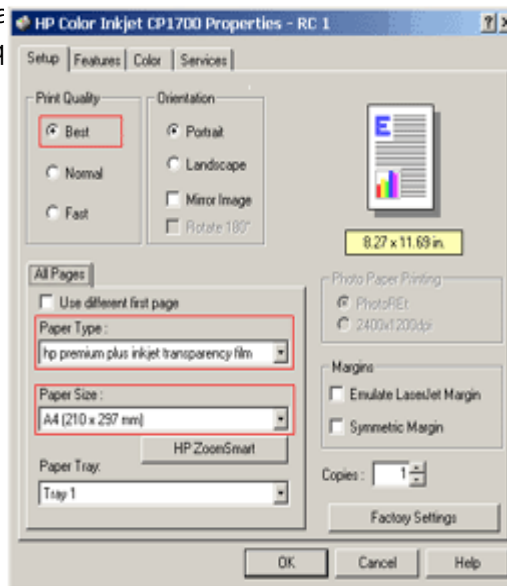 HP Color Inkjet CP1700 Properties - RC 1
Setup Features Color Services
Print Quality
Best
Normal
Fast
Orientation
Portrait
Landscape
Mirror Image
Rotate 180°
E
8.27 x 11.69 in.
All Pages
Use different first page
Paper Type :
hp premium plus inkjet transparency film
Paper Size :
A4 (210 x 297 mm)
HP ZoomSmart
Paper Tray:
Tray 1
Photo Paper Printing
PhotoREt
2400x1200dpi
Margins
Emulate LaserJet Margin
Symmetric Margin
Copies : 1
Factory Settings
OK Cancel Help